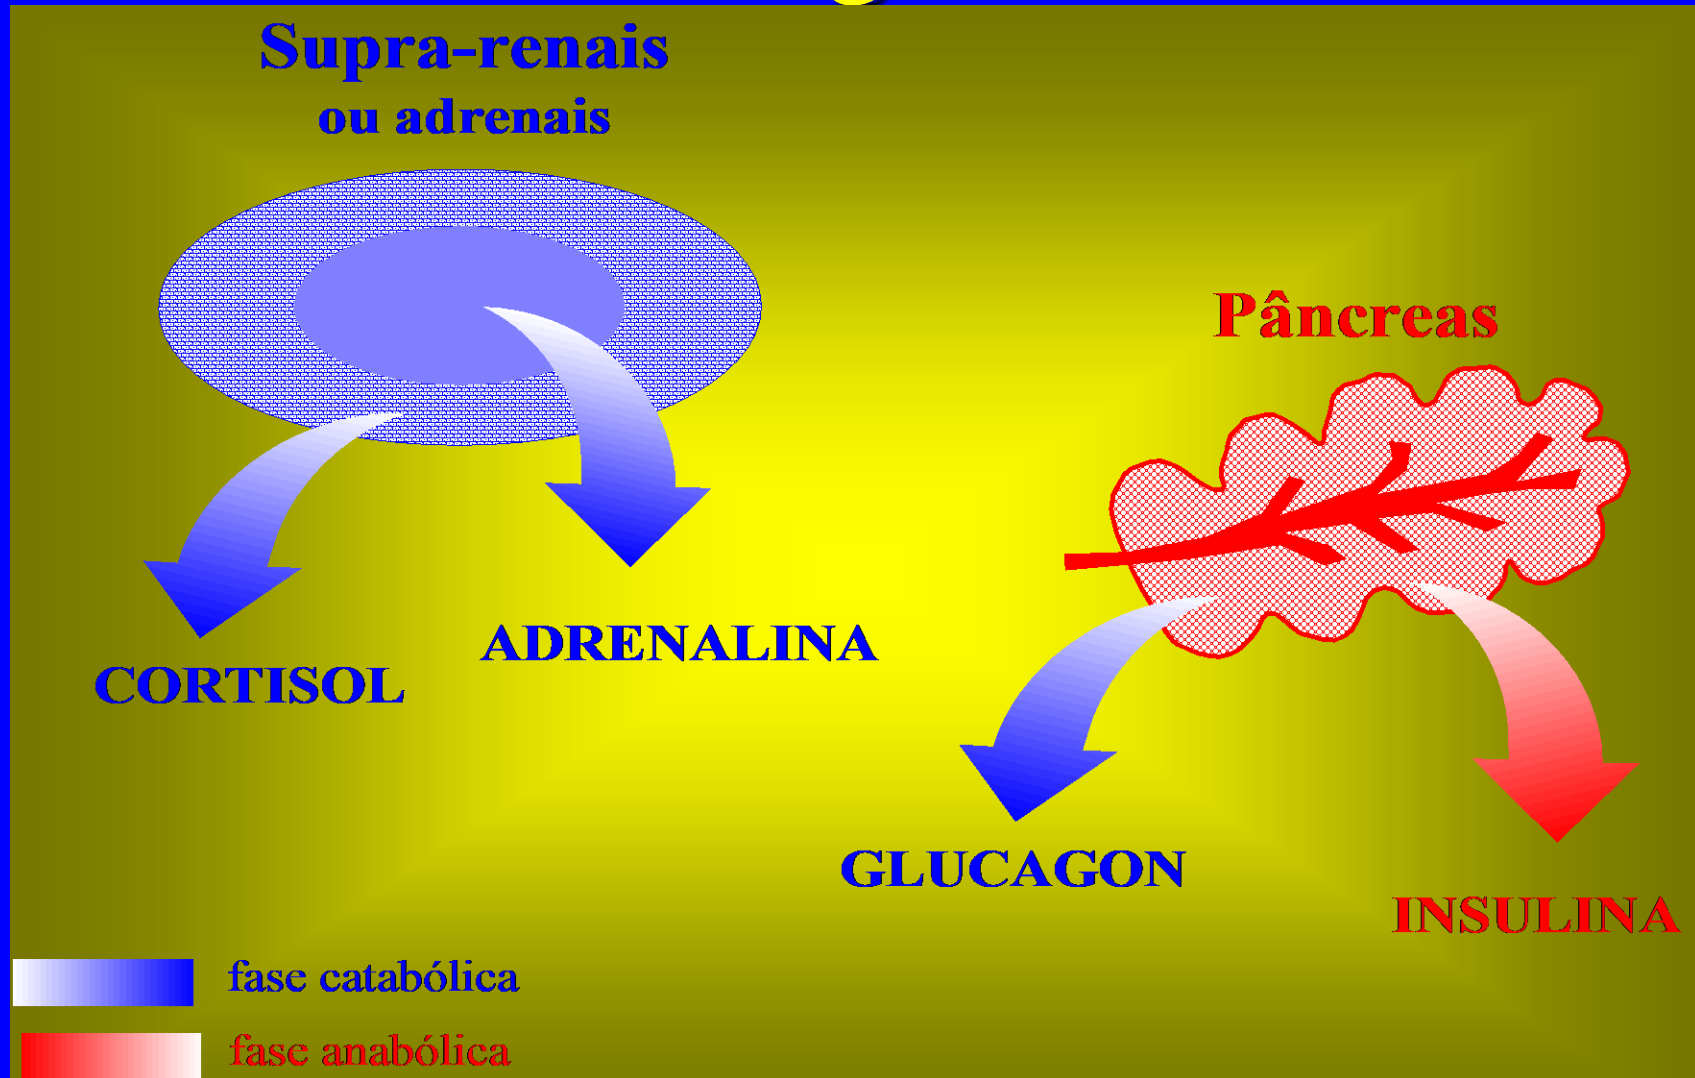 Supra-renais
ou adrenais
Pâncreas
ADRENALINA
CORTISOL
GLUCAGON
INSULINA
fase catabólica
fase anabólica